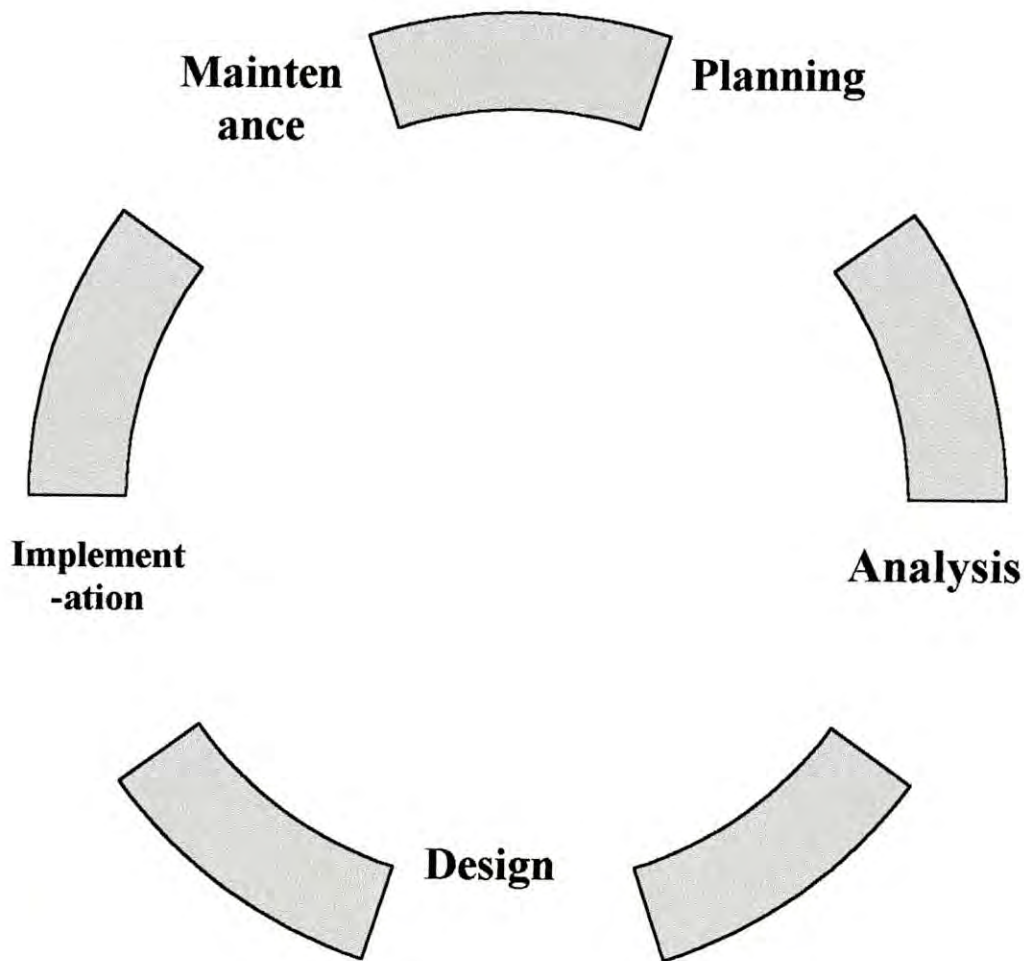 Mainten
ance
Planning
Analysis
Design
Implement
-ation